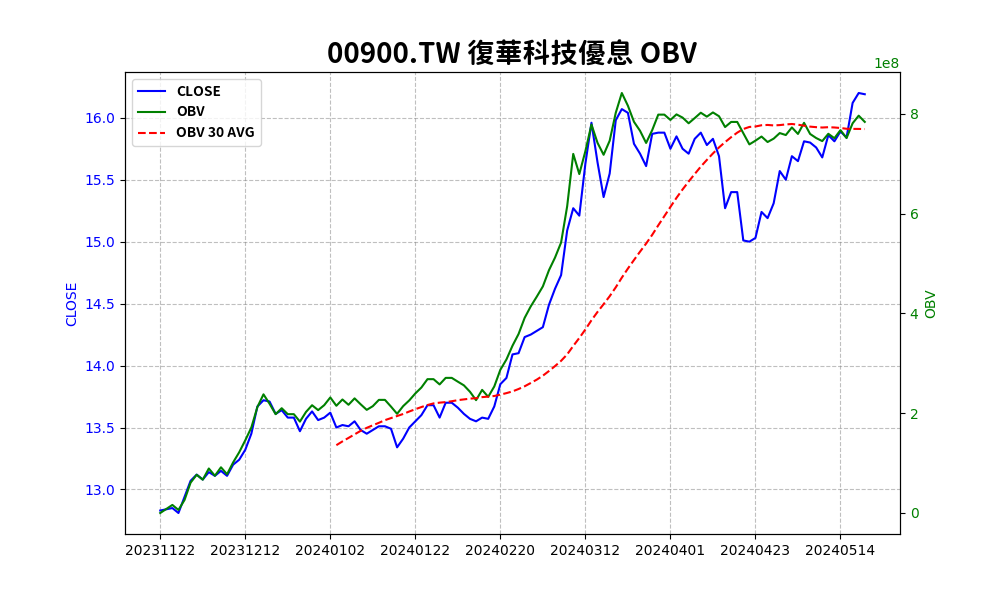 00900.TW 復華科技優息 OBV
1e8
CLOSE
OBV
OBV 30 AVG
16.0
15.5
15.0
14.5
14.0
13.5
13.0
CLOSE
8
6
4
2
0
OBV
20231122 20231212 20240102 20240122 20240220 20240312 20240401 20240423 20240514